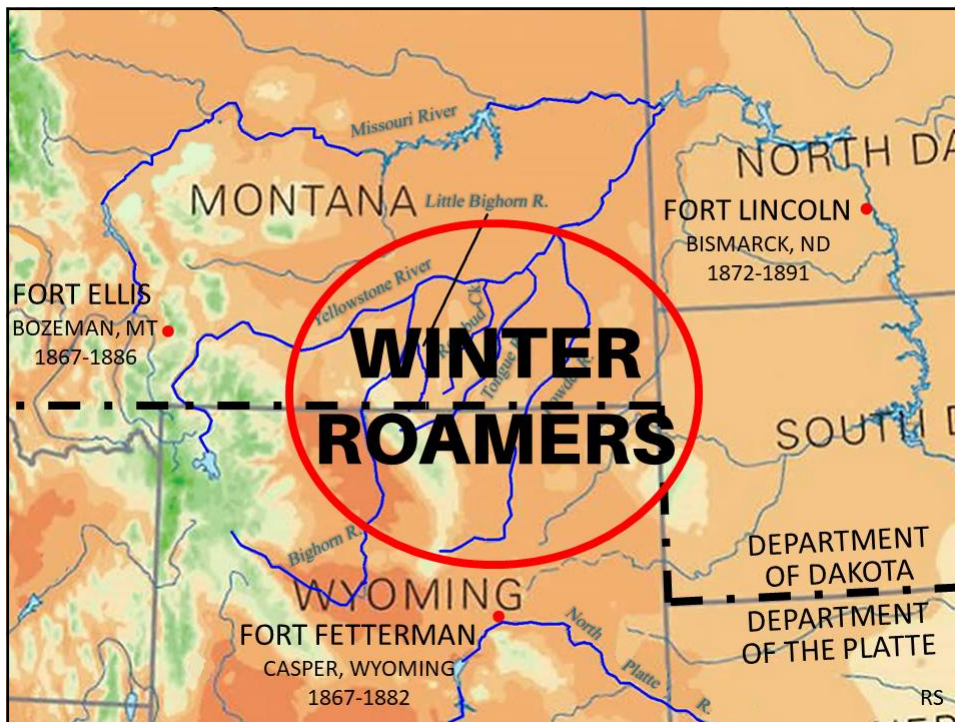 Missouri River
NORTH DA
MONTANA
Little Bighorn R.
FORT LINCOLN
BISMARCK, ND
1872-1891
FORT ELLIS
BOZEMAN, MT
1867-1886
Yellowstone River
Ck
Tongue
R.
WINTER
ROAMERS
SOUTH D
Bighorn R.
DEPARTMENT
OF DAKOTA
WYOMING
DEPARTMENT
OF THE PLATTE
FORT FETTERMAN
CASPER, WYOMING
1867-1882
North
Platte
R.
RS